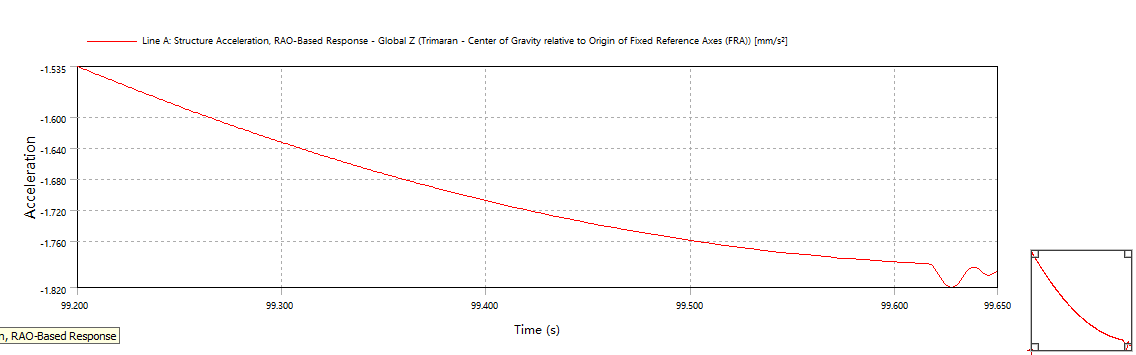 Line A: Structure Acceleration, RAO-Based Response - Global Z (Trimaran - Center of Gravity relative to Origin of Fixed Reference Axes (FRA)) [mm/s²]
-1.535
-1.600
-1.640
-1.680
-1.720
-1.760
-1.820
Acceleration
99.200 99.300 99.400 99.500 99.600 99.650
Time (s)
, RAO-Based Response